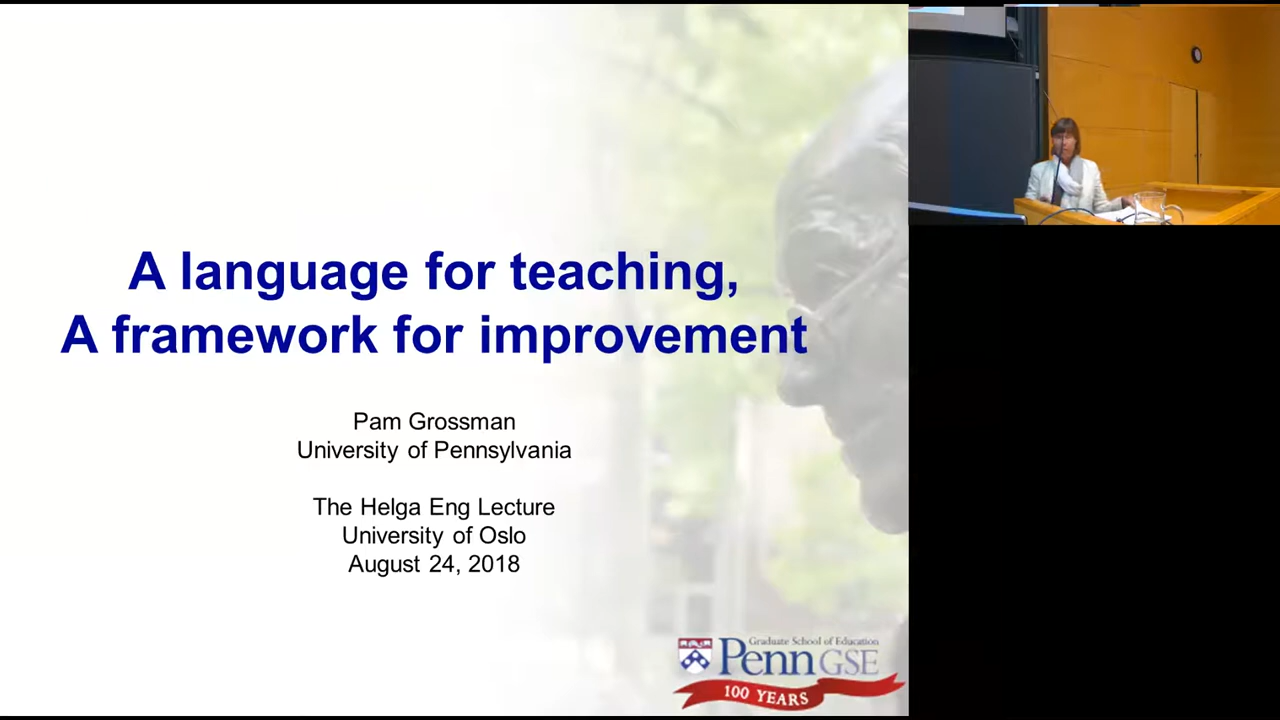 A language for teaching,
A framework for improvement
Pam Grossman
University of Pennsylvania
The Helga Eng Lecture
University of Oslo
August 24, 2018
Graduate School of Education
Penn GSE
100 YEARS